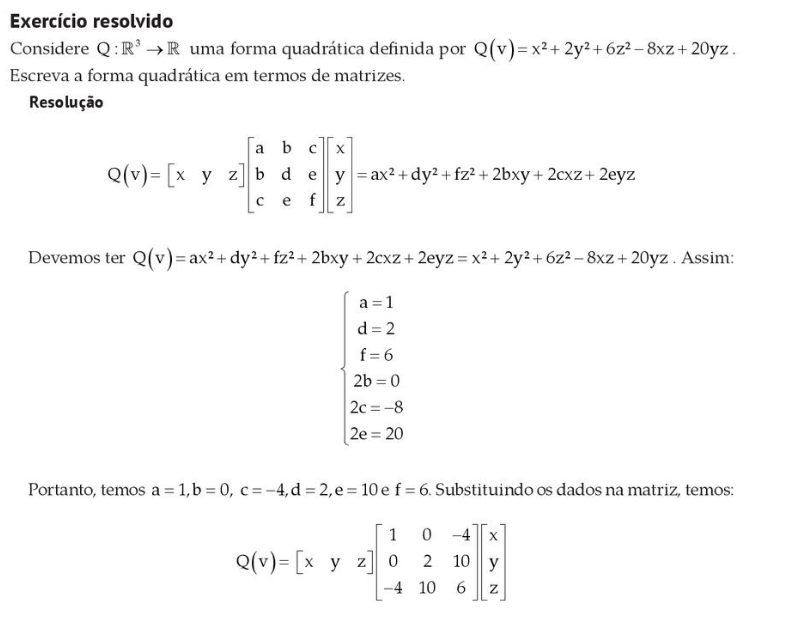 Exercício resolvido
Considere Q : ℝ³ → ℝ uma forma quadrática definida por Q(v) = x² + 2y² + 6z² – 8xz + 20yz.
Escreva a forma quadrática em termos de matrizes.
Resolução
Q(v) = [x y z] [a b c; b d e; c e f] [x; y; z] = ax² + dy² + fz² + 2bxy + 2cxz + 2eyz
Devemos ter Q(v) = ax² + dy² + fz² + 2bxy + 2cxz + 2eyz = x² + 2y² + 6z² – 8xz + 20yz. Assim:
a = 1
d = 2
f = 6
2b = 0
2c = –8
2e = 20
Portanto, temos a = 1, b = 0, c = –4, d = 2, e = 10 e f = 6. Substituindo os dados na matriz, temos:
Q(v) = [x y z] [1 0 –4; 0 2 10; –4 10 6] [x; y; z]